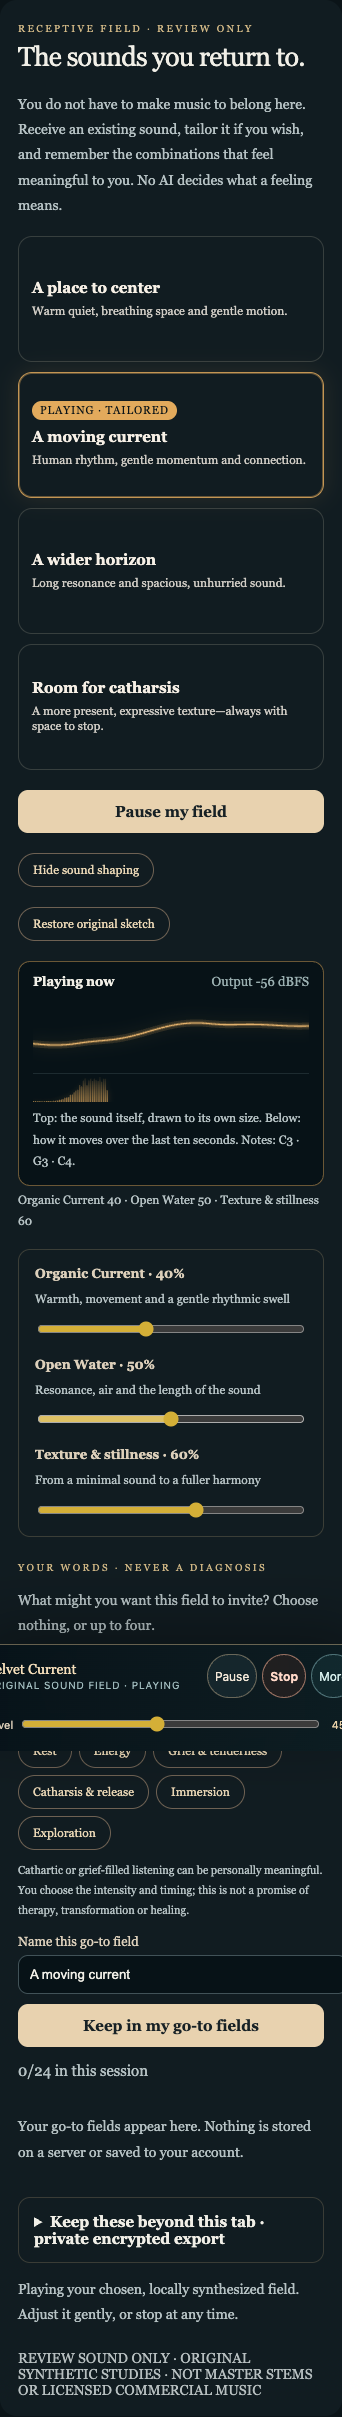 RECEPTIVE FIELD · REVIEW ONLY
The sounds you return to.
You do not have to make music to belong here.
Receive an existing sound, tailor it if you wish,
and remember the combinations that feel
meaningful to you. No AI decides what a feeling
means.
A place to center
Warm quiet, breathing space and gentle motion.
PLAYING · TAILORED
A moving current
Human rhythm, gentle momentum and connection.
A wider horizon
Long resonance and spacious, unhurried sound.
Room for catharsis
A more present, expressive texture—always with
space to stop.
Pause my field
Hide sound shaping
Restore original sketch
Playing now Output -56 dBFS
Top: the sound itself, drawn to its own size. Below:
how it moves over the last ten seconds. Notes: C3 ·
G3 · C4.
Organic Current 40 · Open Water 50 · Texture & stillness
60
Organic Current · 40%
Warmth, movement and a gentle rhythmic swell
Open Water · 50%
Resonance, air and the length of the sound
Texture & stillness · 60%
From a minimal sound to a fuller harmony
YOUR WORDS · NEVER A DIAGNOSIS
What might you want this field to invite? Choose
nothing, or up to four.
elvet Current
RIGINAL SOUND FIELD · PLAYING
Pause Stop Mor
vel 45
Rest Energy Grief & tenderness
Catharsis & release Immersion
Exploration
Cathartic or grief-filled listening can be personally meaningful.
You choose the intensity and timing; this is not a promise of
therapy, transformation or healing.
Name this go-to field
A moving current
Keep in my go-to fields
0/24 in this session
Your go-to fields appear here. Nothing is stored
on a server or saved to your account.
▶ Keep these beyond this tab ·
private encrypted export
Playing your chosen, locally synthesized field.
Adjust it gently, or stop at any time.
REVIEW SOUND ONLY · ORIGINAL
SYNTHETIC STUDIES · NOT MASTER STEMS
OR LICENSED COMMERCIAL MUSIC